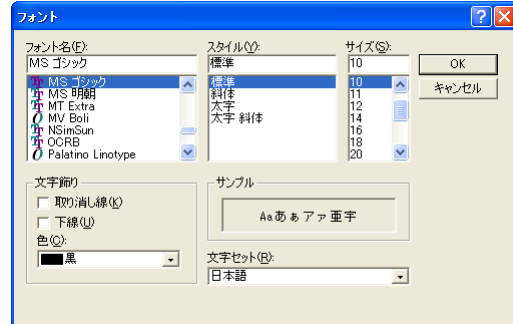 フォント
フォント名(F):
MS ゴシック
MS ゴシック
MS 明朝
MT Extra
MV Boli
NSimSun
OCRB
Palatino Linotype
スタイル(Y):
標準
標準
斜体
太字
太字 斜体
サイズ(S):
10
10
11
12
14
16
18
20
OK
キャンセル
文字飾り
取り消し線(K)
下線(U)
色(C):
黒
サンプル
Aaあぁアァ亜宇
文字セット(R):
日本語